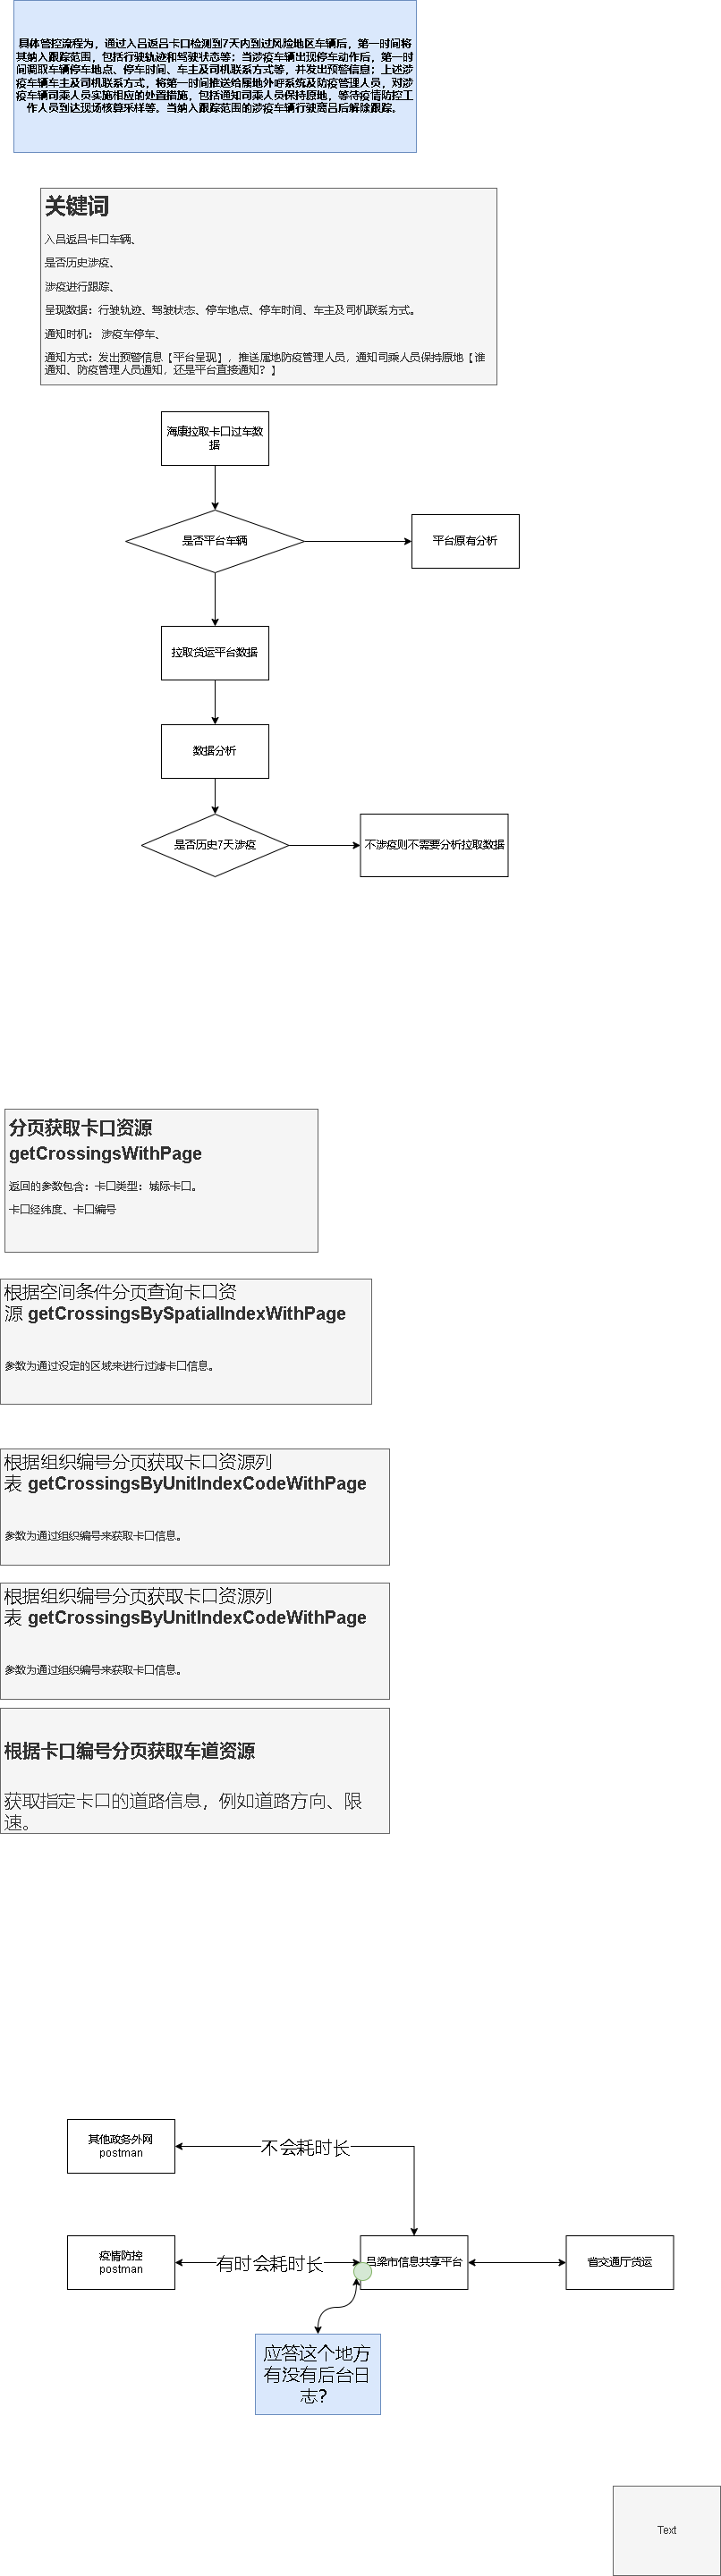 具体管控流程为，通过入吕返吕卡口检测到7天内到过风险地区车辆后，第一时间将
其纳入跟踪范围，包括行驶轨迹和驾驶状态等；当涉疫车辆出现停车动作后，第一时
间调取车辆停车地点、停车时间、车主及司机联系方式等，并发出预警信息；上述涉
疫车辆车主及司机联系方式，将第一时间推送给属地外呼系统及防疫管理人员，对涉
疫车辆司乘人员实施相应的处置措施，包括通知司乘人员保持原地，等待疫情防控工
作人员到达现场核算采样等。当纳入跟踪范围的涉疫车辆行驶离吕后解除跟踪。
关键词
入吕返吕卡口车辆、
是否历史涉疫、
涉疫进行跟踪、
呈现数据：行驶轨迹、驾驶状态、停车地点、停车时间、车主及司机联系方式。
通知时机： 涉疫车停车、
通知方式：发出预警信息【平台呈现】，推送属地防疫管理人员，通知司乘人员保持原地【谁
通知、防疫管理人员通知，还是平台直接通知？】
海康拉取卡口过车数
据
是否平台车辆
平台原有分析
拉取货运平台数据
数据分析
是否历史7天涉疫
不涉疫则不需要分析拉取数据
分页获取卡口资源
getCrossingsWithPage
返回的参数包含：卡口类型：城际卡口。
卡口经纬度、卡口编号
根据空间条件分页查询卡口资
源 getCrossingsBySpatialIndexWithPage
参数为通过设定的区域来进行过滤卡口信息。
根据组织编号分页获取卡口资源列
表 getCrossingsByUnitIndexCodeWithPage
参数为通过组织编号来获取卡口信息。
根据组织编号分页获取卡口资源列
表 getCrossingsByUnitIndexCodeWithPage
参数为通过组织编号来获取卡口信息。
根据卡口编号分页获取车道资源
获取指定卡口的道路信息，例如道路方向、限
速。
其他政务外网
postman
不会耗时长
疫情防控
postman
有时会耗时长
吕梁市信息共享平台
省交通厅货运
应答这个地方
有没有后台日
志？
Text